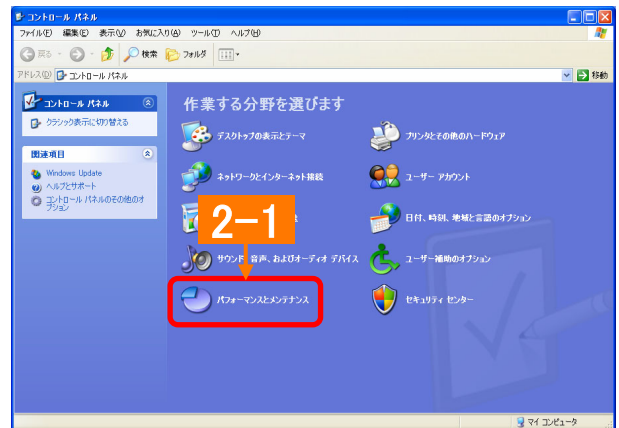 コントロール パネル
ファイル(F) 編集(E) 表示(V) お気に入り(A) ツール(T) ヘルプ(H)
戻る 検索 フォルダ
アドレス(D) コントロール パネル 移動
コントロール パネル
クラシック表示に切り替える
関連項目
Windows Update
ヘルプとサポート
コントロール パネルのその他のオプション
作業する分野を選びます
デスクトップの表示とテーマ
プリンタとその他のハードウェア
ネットワークとインターネット接続
ユーザー アカウント
2-1
日付、時刻、地域と言語のオプション
サウンド、音声、およびオーディオ デバイス
ユーザー補助のオプション
パフォーマンスとメンテナンス
セキュリティ センター
マイ コンピュータ